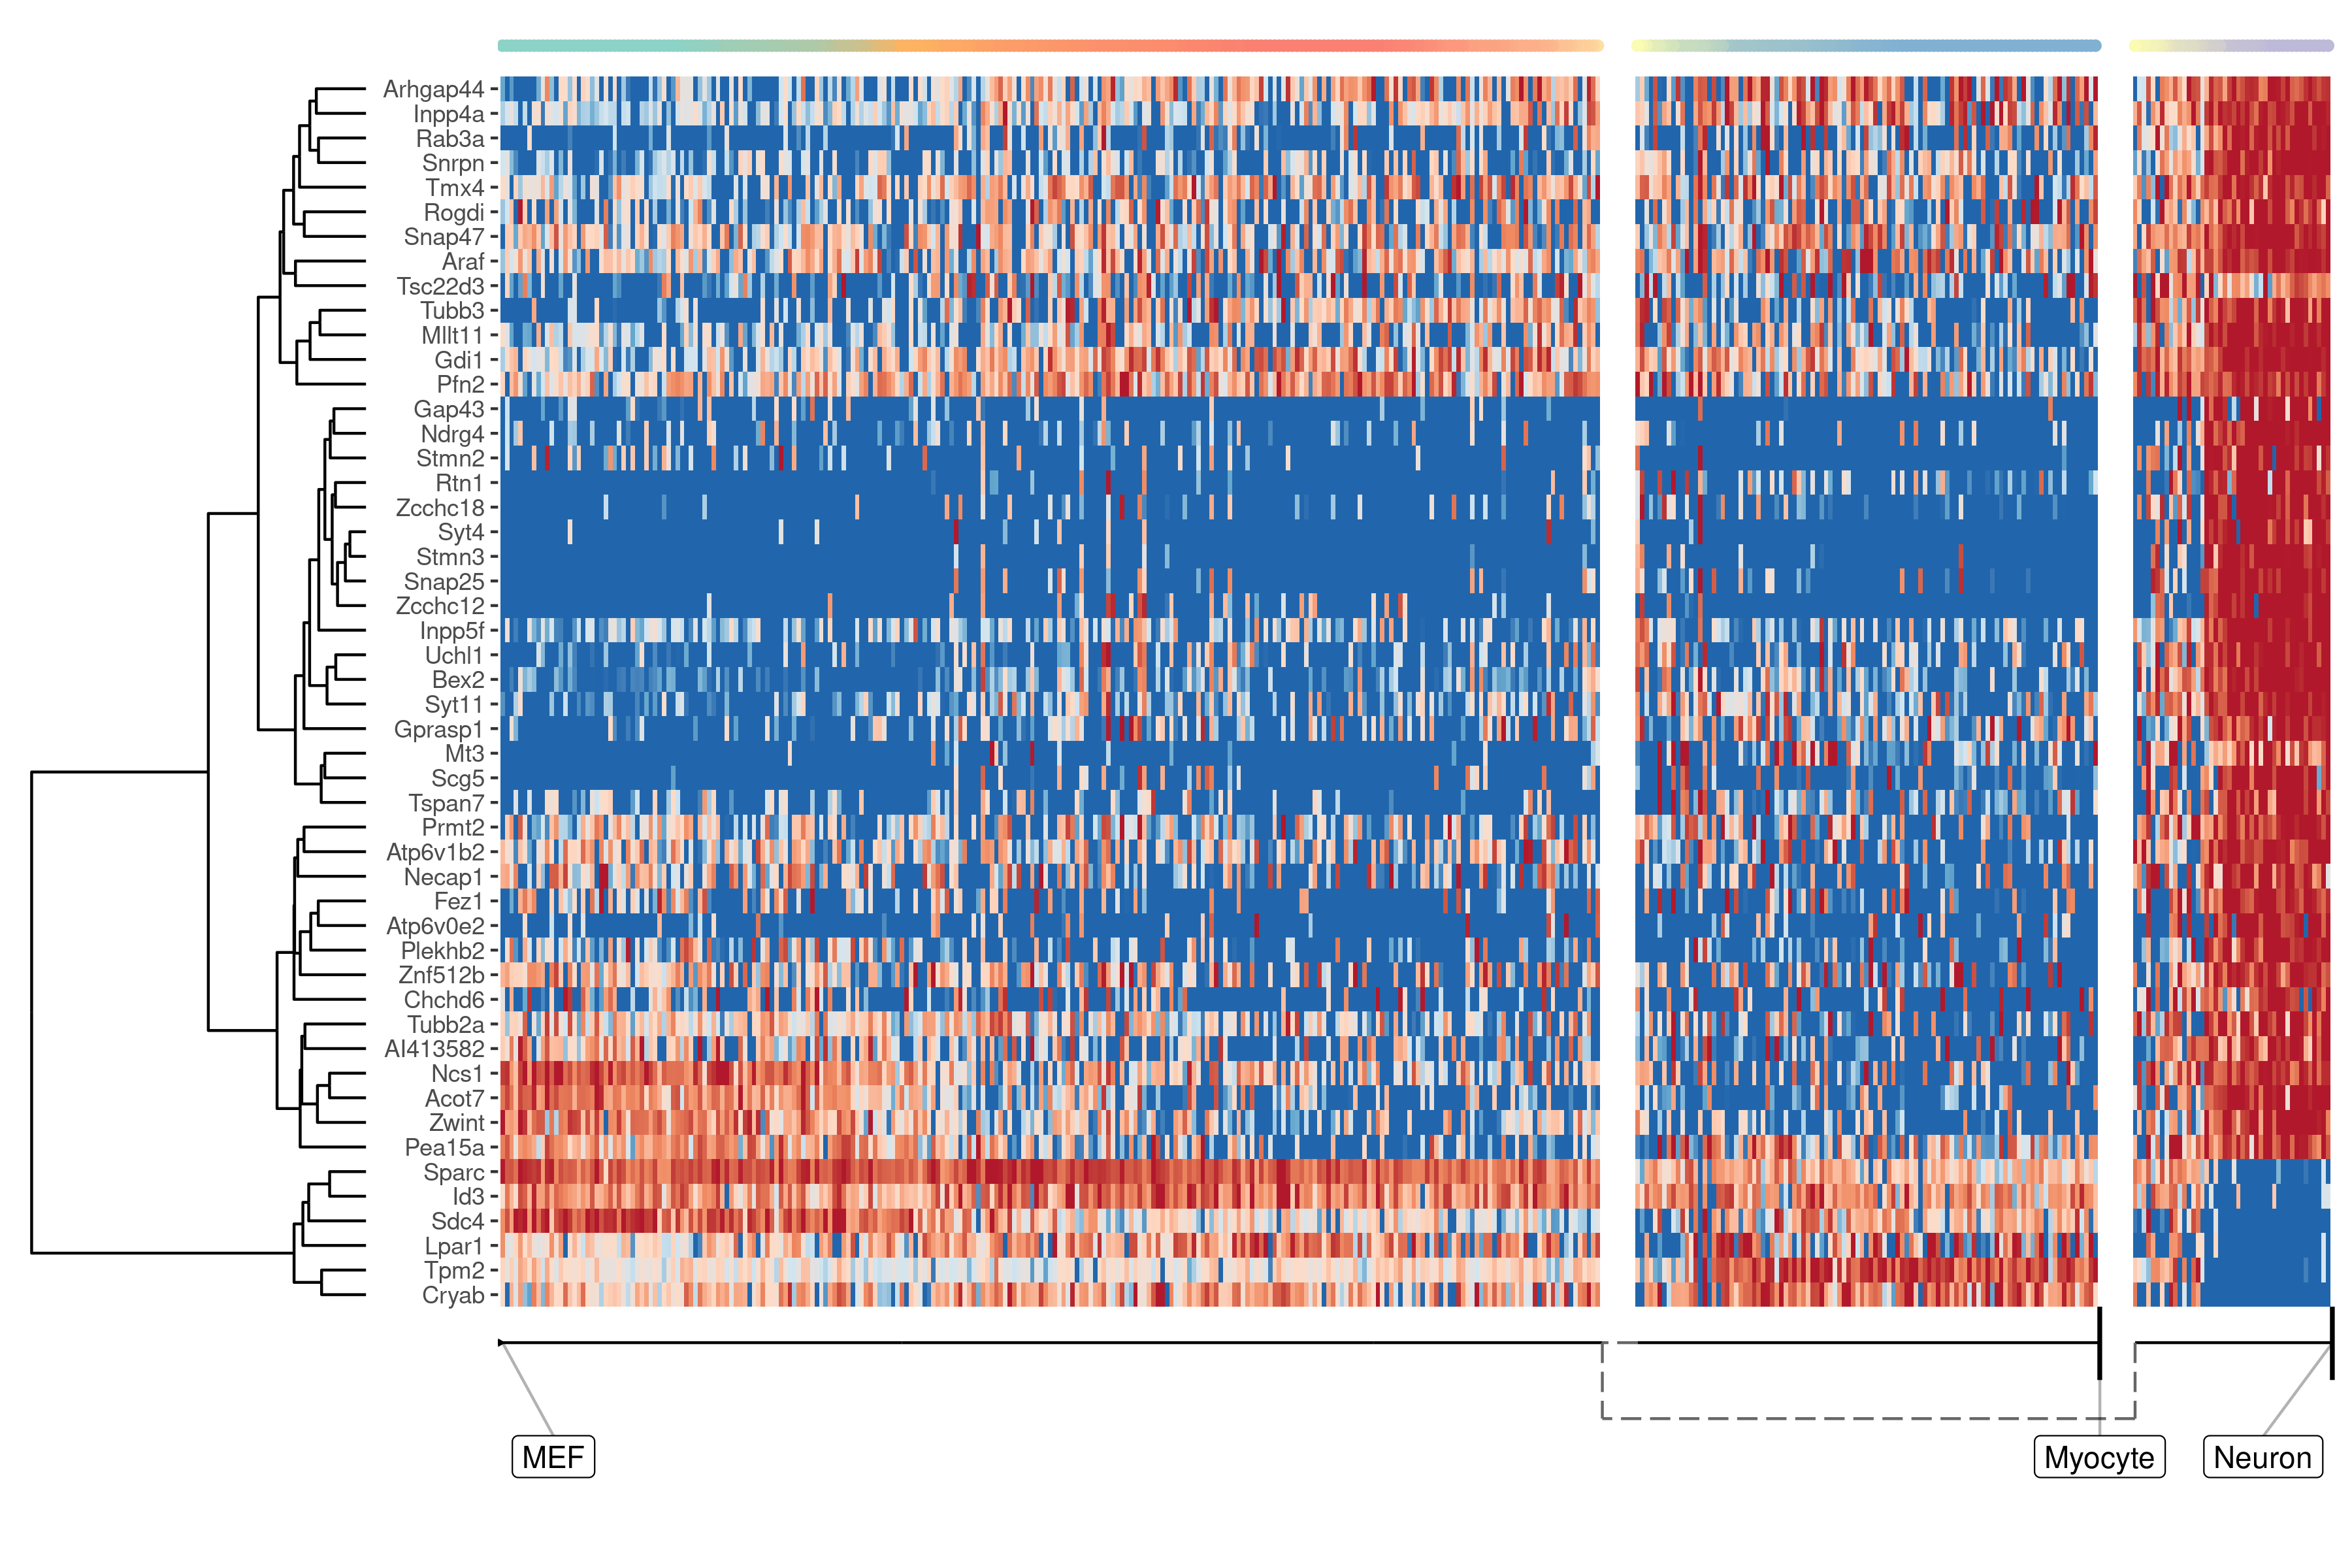 Arhgap44
Inpp4a
Rab3a
Snrpn
Tmx4
Rogdi
Snap47
Araf
Tsc22d3
Tubb3
Mllt11
Gdi1
Pfn2
Gap43
Ndrg4
Stmn2
Rtn1
Zcchc18
Syt4
Stmn3
Snap25
Zcchc12
Inpp5f
Uchl1
Bex2
Syt11
Gprasp1
Mt3
Scg5
Tspan7
Prmt2
Atp6v1b2
Necap1
Fez1
Atp6v0e2
Plekhb2
Znf512b
Chchd6
Tubb2a
AI413582
Ncs1
Acot7
Zwint
Pea15a
Sparc
Id3
Sdc4
Lpar1
Tpm2
Cryab
MEF Myocyte Neuron